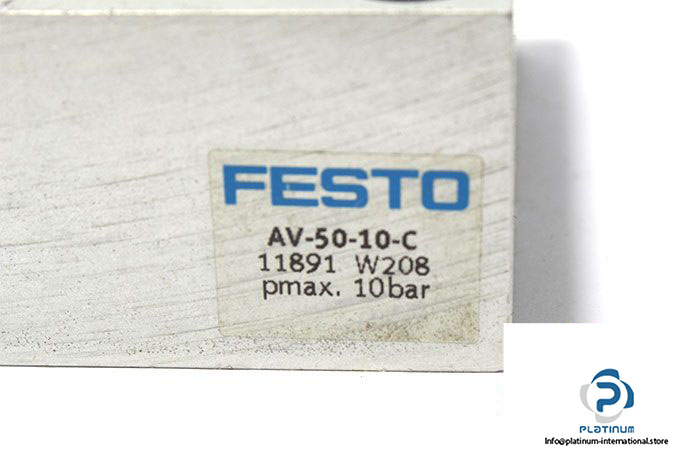 FESTO
AV-50-10-C
11891 W208
pmax. 10bar
PLATINUM
Info@platinum-international.store